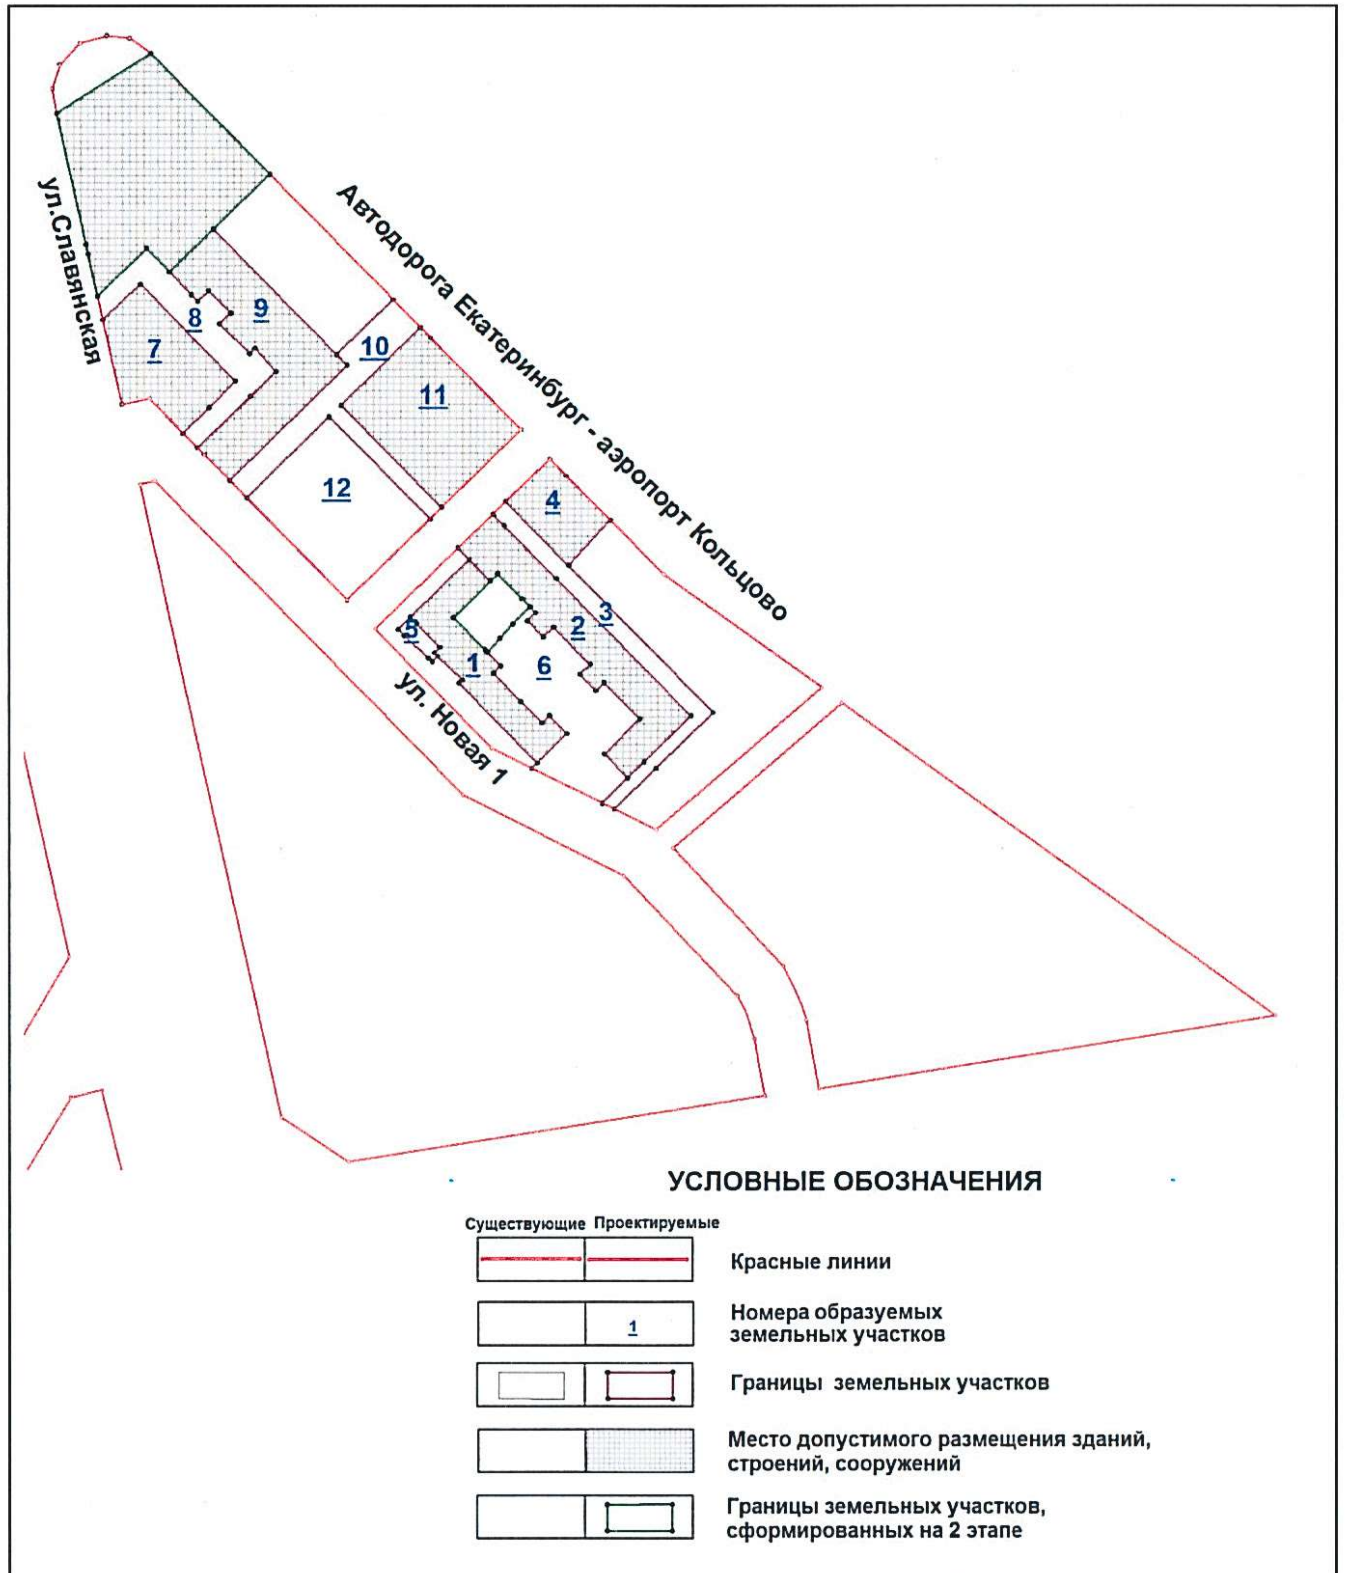 ул.Славянская
Автодорога Екатеринбург - аэропорт Кольцово
9
8
7
10
11
12
4
3
2
5
1
6
ул. Новая 1
УСЛОВНЫЕ ОБОЗНАЧЕНИЯ
Существующие Проектируемые
Красные линии
Номера образуемых
1
земельных участков
Границы земельных участков
Место допустимого размещения зданий,
строений, сооружений
Границы земельных участков,
сформированных на 2 этапе